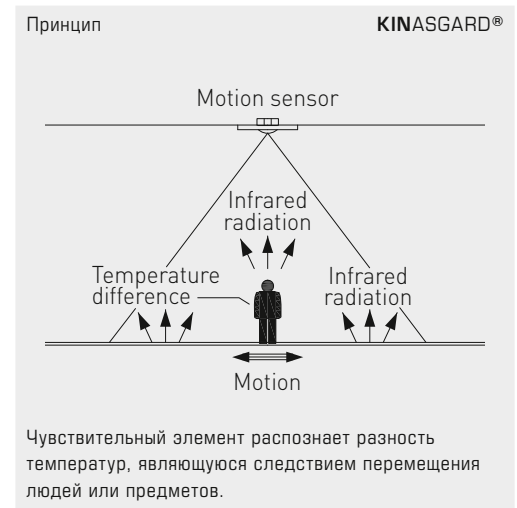 Принцип
KINASGARD®
Motion sensor
Infrared
radiation
Temperature
difference
Infrared
radiation
Motion
Чувствительный элемент распознает разность
температур, являющуюся следствием перемещения
людей или предметов.